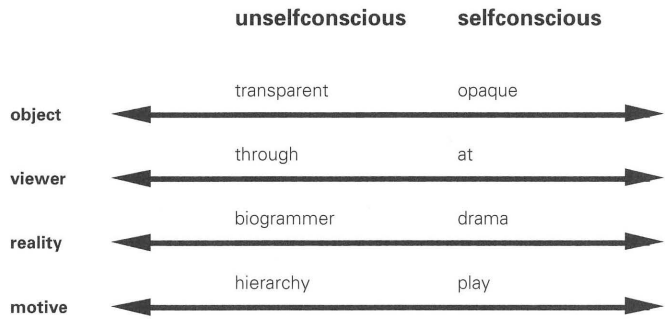 unselfconscious selfconscious
transparent opaque
object
through at
viewer
biogrammer drama
reality
hierarchy play
motive